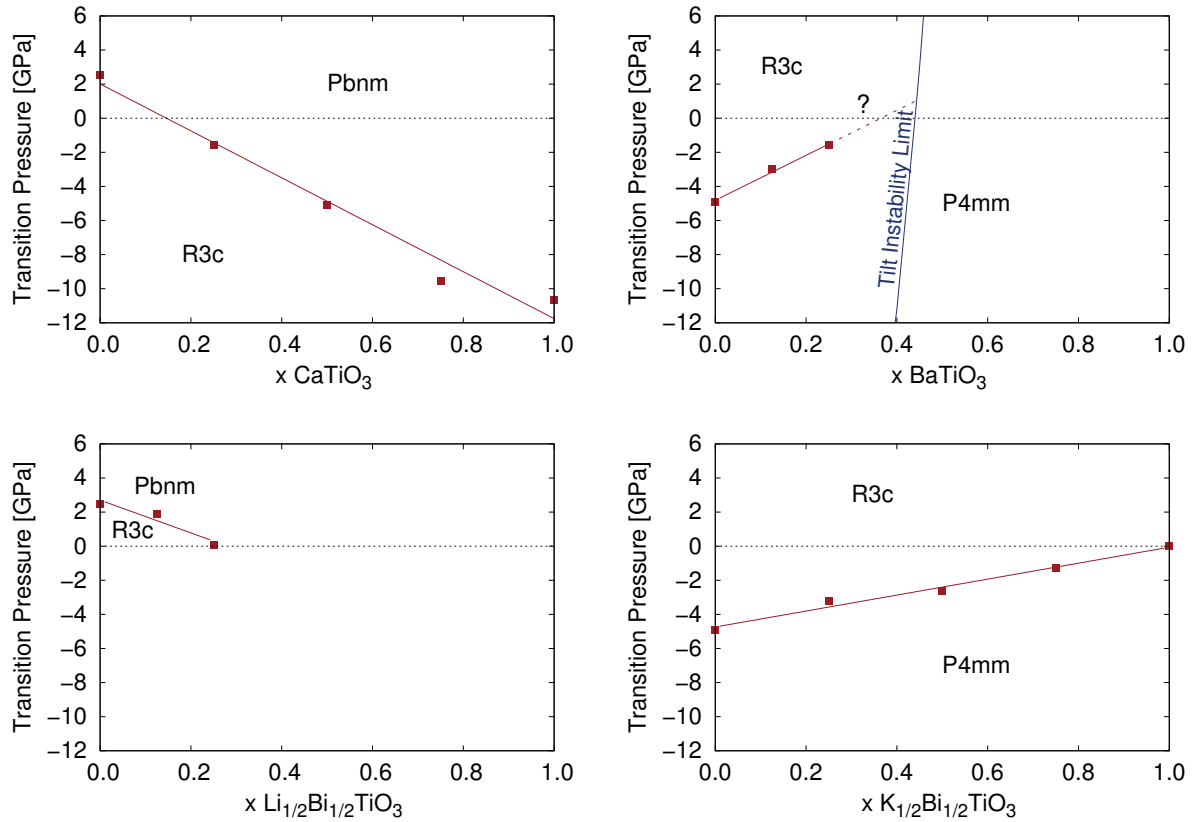 Transition Pressure [GPa]
6
4
2
0
−2
−4
−6
−8
−10
−12
Pbnm
R3c
0.0 0.2 0.4 0.6 0.8 1.0
x CaTiO₃
Transition Pressure [GPa]
6
4
2
0
−2
−4
−6
−8
−10
−12
R3c
?
Tilt Instability Limit
P4mm
0.0 0.2 0.4 0.6 0.8 1.0
x BaTiO₃
Transition Pressure [GPa]
6
4
2
0
−2
−4
−6
−8
−10
−12
Pbnm
R3c
0.0 0.2 0.4 0.6 0.8 1.0
x Li₁/₂Bi₁/₂TiO₃
Transition Pressure [GPa]
6
4
2
0
−2
−4
−6
−8
−10
−12
R3c
P4mm
0.0 0.2 0.4 0.6 0.8 1.0
x K₁/₂Bi₁/₂TiO₃